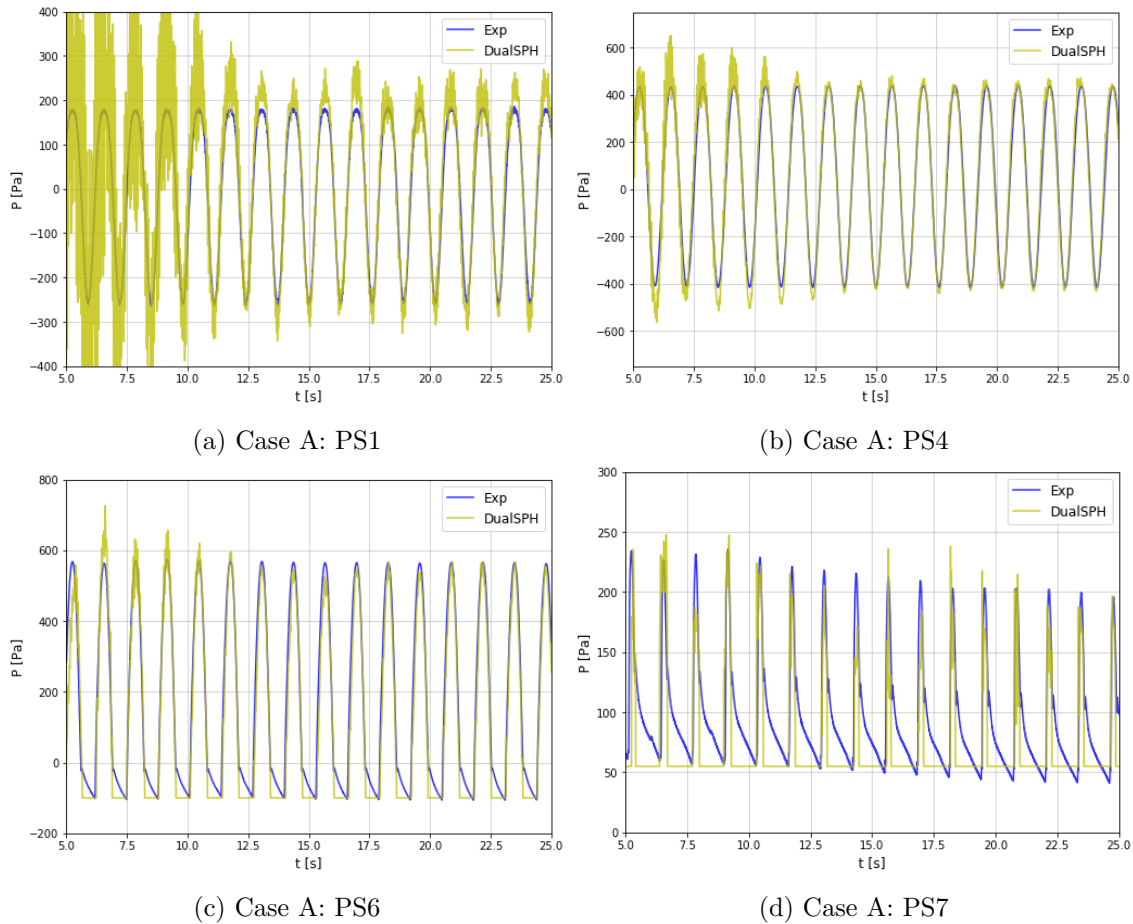 400
300
200
100
0
−100
−200
−300
−400
P [Pa]
5.0 7.5 10.0 12.5 15.0 17.5 20.0 22.5 25.0
t [s]
Exp
DualSPH
(a) Case A: PS1
600
400
200
0
−200
−400
−600
P [Pa]
5.0 7.5 10.0 12.5 15.0 17.5 20.0 22.5 25.0
t [s]
Exp
DualSPH
(b) Case A: PS4
800
600
400
200
0
−200
P [Pa]
5.0 7.5 10.0 12.5 15.0 17.5 20.0 22.5 25.0
t [s]
Exp
DualSPH
(c) Case A: PS6
300
250
200
150
100
50
0
P [Pa]
5.0 7.5 10.0 12.5 15.0 17.5 20.0 22.5 25.0
t [s]
Exp
DualSPH
(d) Case A: PS7